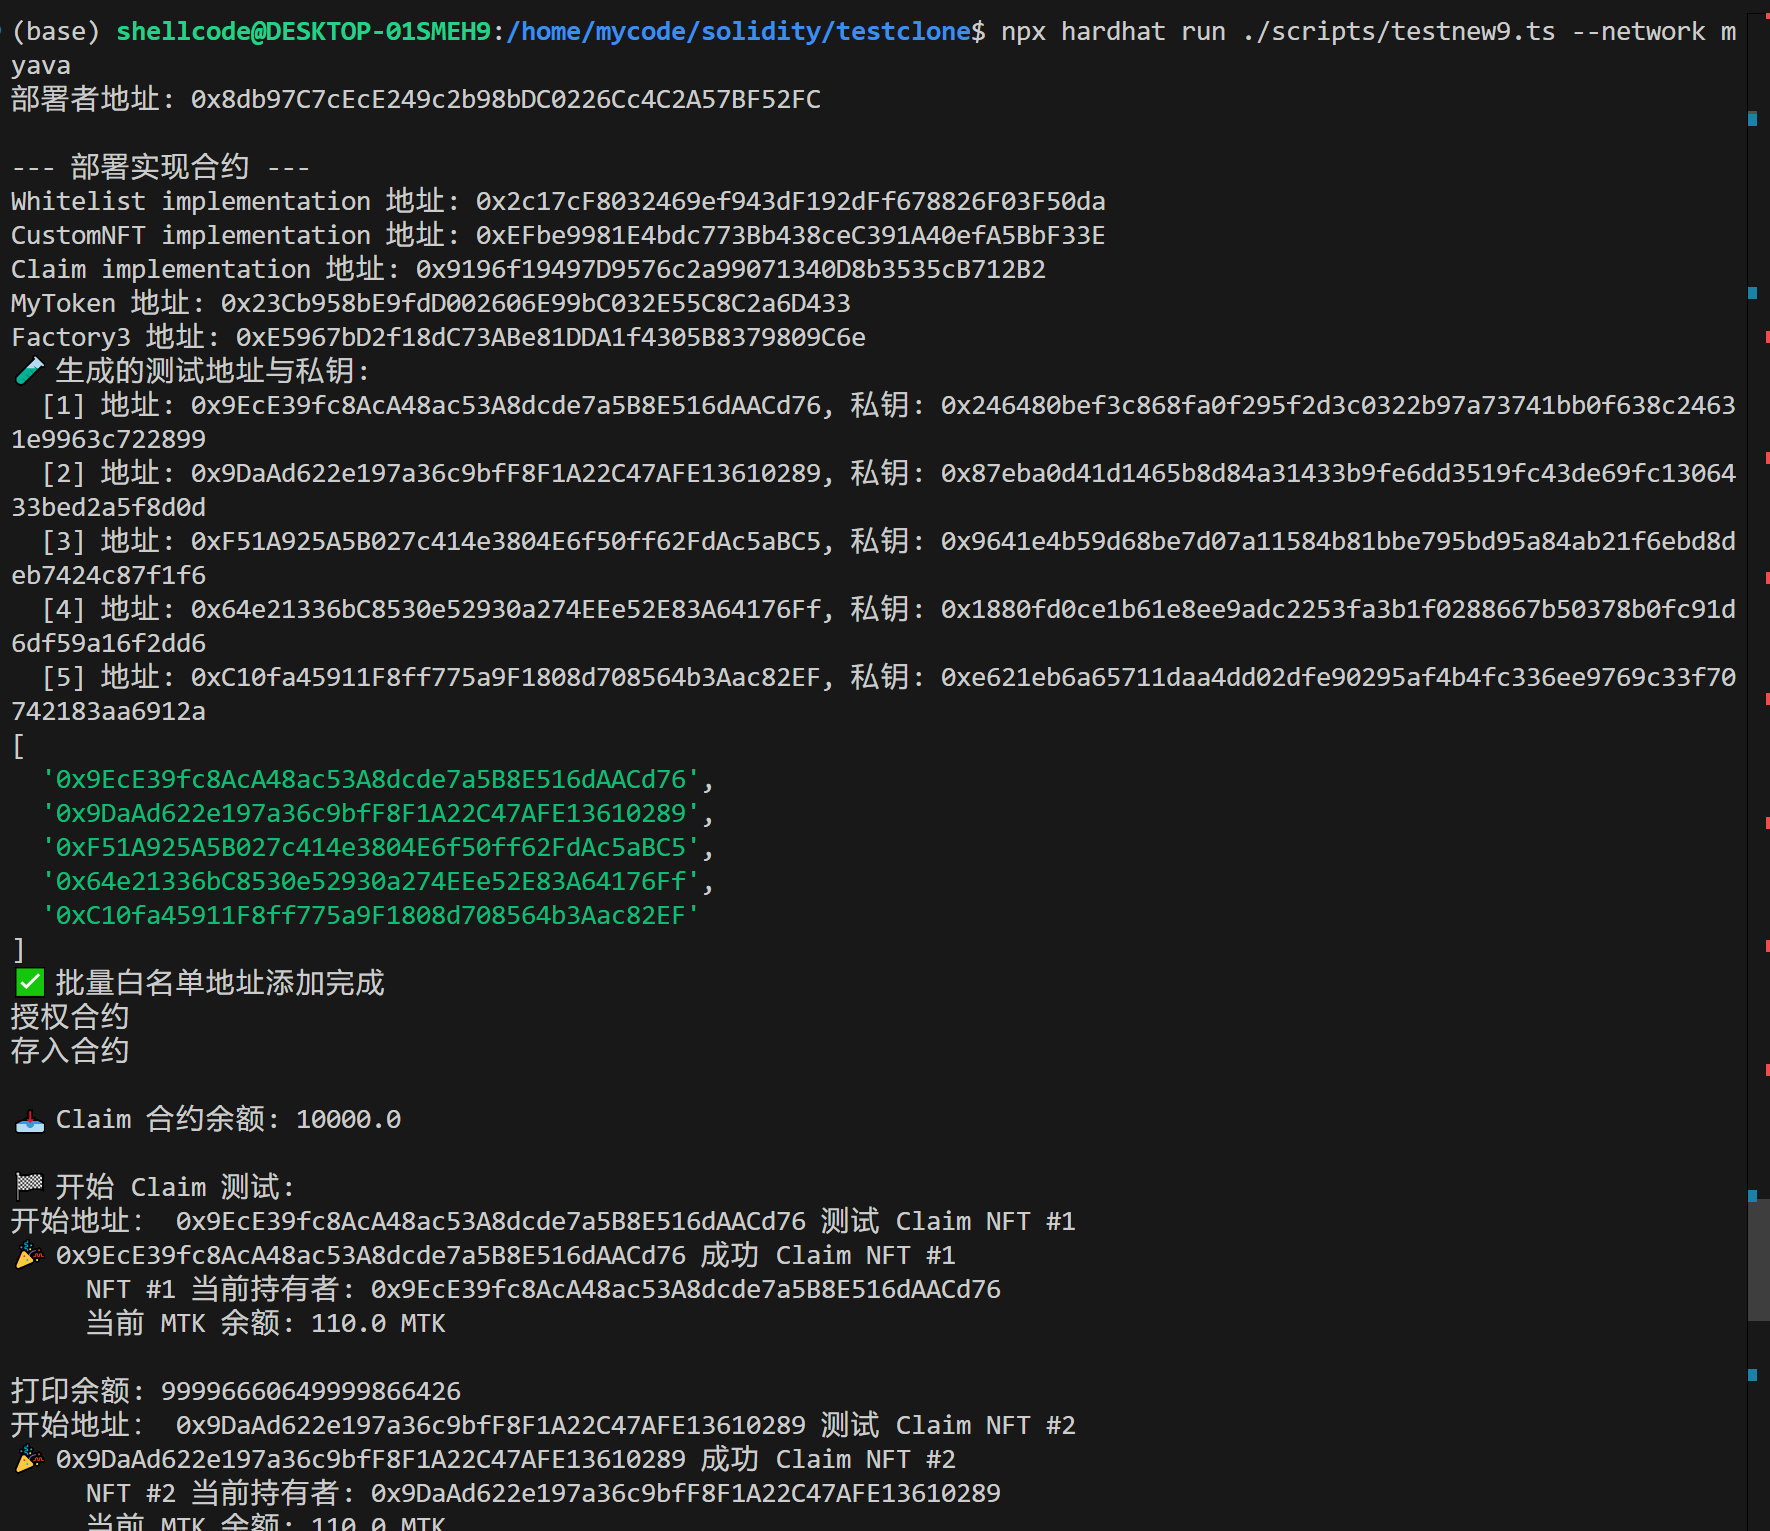 (base) shellcode@DESKTOP-01SMEH9:/home/mycode/solidity/testclone$ npx hardhat run ./scripts/testnew9.ts --network m
yava
部署者地址: 0x8db97C7cEcE249c2b98bDC0226Cc4C2A57BF52FC
--- 部署实现合约 ---
Whitelist implementation 地址: 0x2c17cF8032469ef943dF192dFf678826F03F50da
CustomNFT implementation 地址: 0xEFbe9981E4bdc773Bb438ceC391A40efA5BbF33E
Claim implementation 地址: 0x9196f19497D9576c2a99071340D8b3535cB712B2
MyToken 地址: 0x23Cb958bE9fdD002606E99bC032E55C8C2a6D433
Factory3 地址: 0xE5967bD2f18dC73ABe81DDA1f4305B8379809C6e
🧪 生成的测试地址与私钥:
[1] 地址: 0x9EcE39fc8AcA48ac53A8dcde7a5B8E516dAACd76, 私钥: 0x246480bef3c868fa0f295f2d3c0322b97a73741bb0f638c2463
1e9963c722899
[2] 地址: 0x9DaAd622e197a36c9bfF8F1A22C47AFE13610289, 私钥: 0x87eba0d41d1465b8d84a31433b9fe6dd3519fc43de69fc13064
33bed2a5f8d0d
[3] 地址: 0xF51A925A5B027c414e3804E6f50ff62FdAc5aBC5, 私钥: 0x9641e4b59d68be7d07a11584b81bbe795bd95a84ab21f6ebd8d
eb7424c87f1f6
[4] 地址: 0x64e21336bC8530e52930a274EEe52E83A64176Ff, 私钥: 0x1880fd0ce1b61e8ee9adc2253fa3b1f0288667b50378b0fc91d
6df59a16f2dd6
[5] 地址: 0xC10fa45911F8ff775a9F1808d708564b3Aac82EF, 私钥: 0xe621eb6a65711daa4dd02dfe90295af4b4fc336ee9769c33f70
742183aa6912a
[
'0x9EcE39fc8AcA48ac53A8dcde7a5B8E516dAACd76',
'0x9DaAd622e197a36c9bfF8F1A22C47AFE13610289',
'0xF51A925A5B027c414e3804E6f50ff62FdAc5aBC5',
'0x64e21336bC8530e52930a274EEe52E83A64176Ff',
'0xC10fa45911F8ff775a9F1808d708564b3Aac82EF'
]
✅ 批量白名单地址添加完成
授权合约
存入合约
📥 Claim 合约余额: 10000.0
🏁 开始 Claim 测试:
开始地址: 0x9EcE39fc8AcA48ac53A8dcde7a5B8E516dAACd76 测试 Claim NFT #1
🎉 0x9EcE39fc8AcA48ac53A8dcde7a5B8E516dAACd76 成功 Claim NFT #1
NFT #1 当前持有者: 0x9EcE39fc8AcA48ac53A8dcde7a5B8E516dAACd76
当前 MTK 余额: 110.0 MTK
打印余额: 99996660649999866426
开始地址: 0x9DaAd622e197a36c9bfF8F1A22C47AFE13610289 测试 Claim NFT #2
🎉 0x9DaAd622e197a36c9bfF8F1A22C47AFE13610289 成功 Claim NFT #2
NFT #2 当前持有者: 0x9DaAd622e197a36c9bfF8F1A22C47AFE13610289
当前 MTK 余额: 110.0 MTK